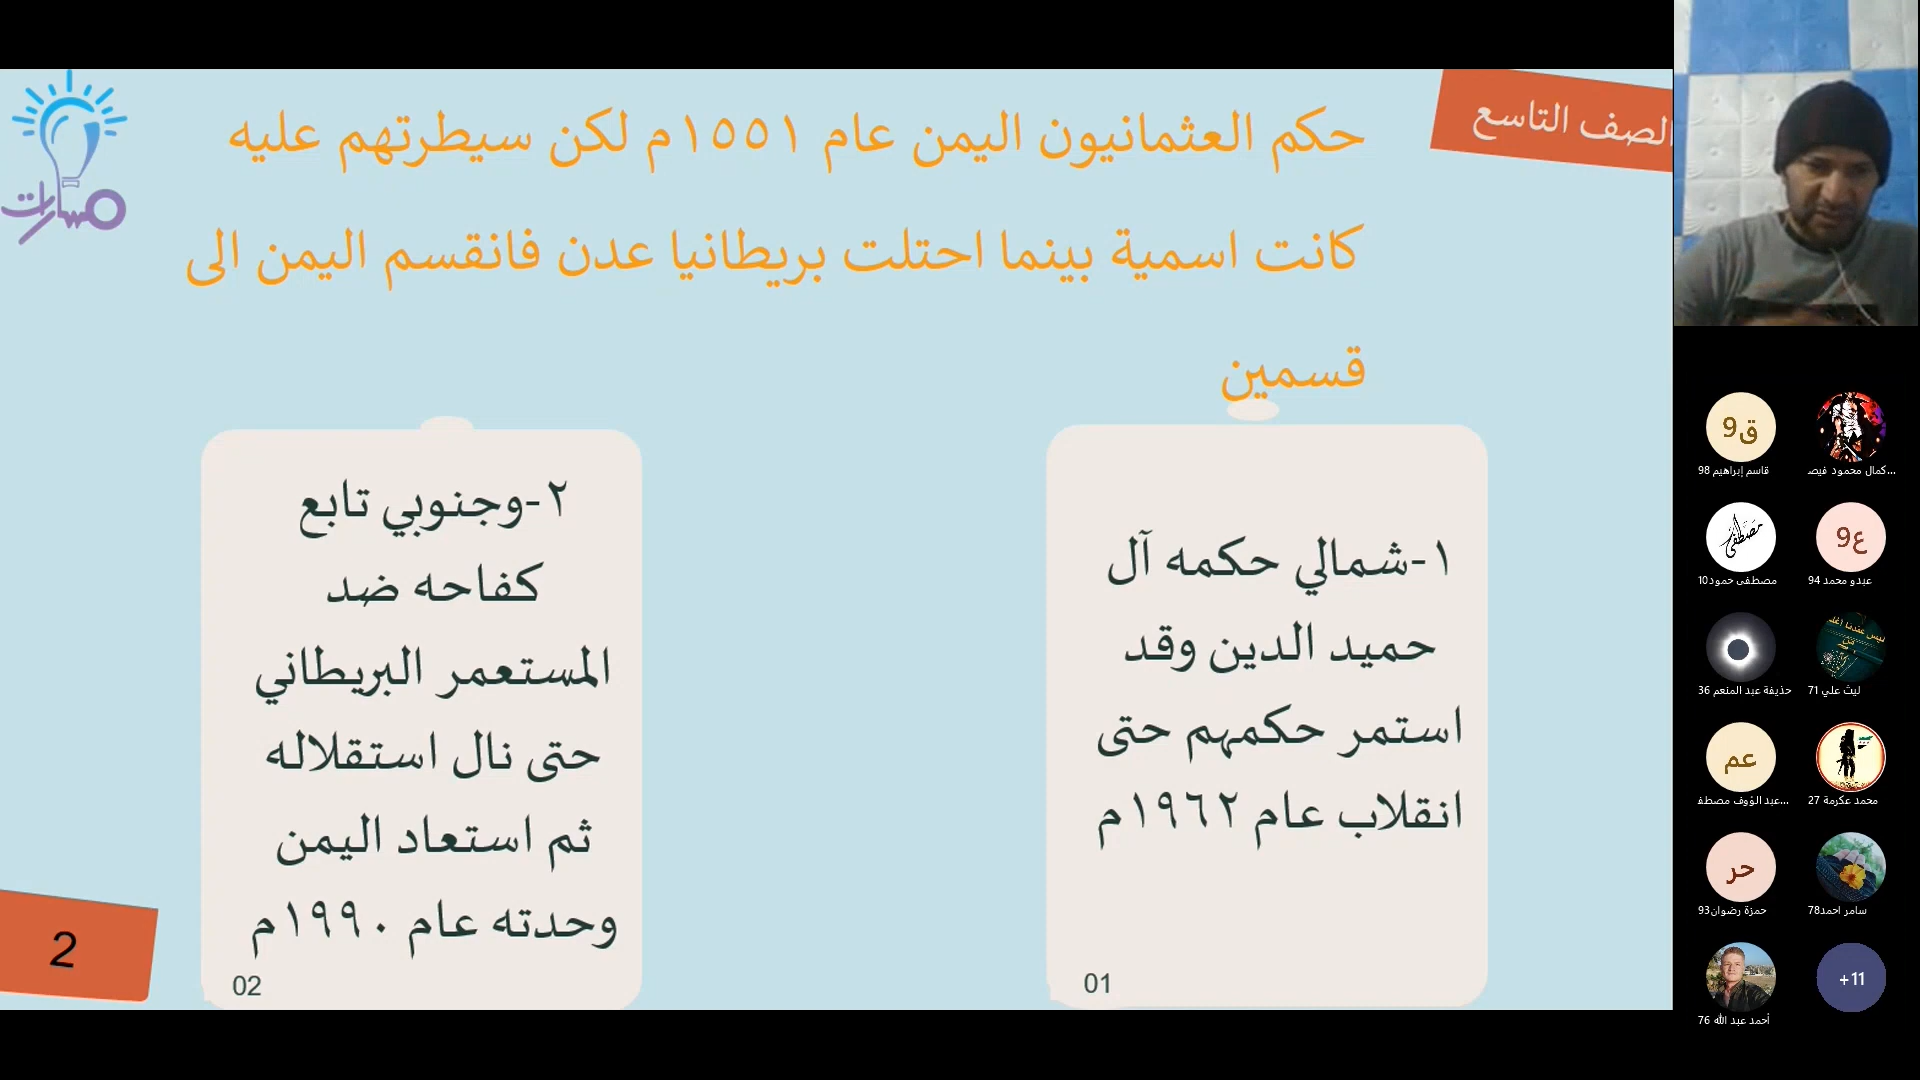 الصف التاسع
حكم العثمانيون اليمن عام ١٥٥١م لكن سيطرتهم عليه
كانت اسمية بينما احتلت بريطانيا عدن فانقسم اليمن الى
قسمين
١-شمالي حكمه آل
حميد الدين وقد
استمر حكمهم حتى
انقلاب عام ١٩٦٢م
01
٢-وجنوبي تابع
كفاحه ضد
المستعمر البريطاني
حتى نال استقلاله
ثم استعاد اليمن
وحدته عام ١٩٩٠م
02
2
مسارات
كمال محمود فيص...
ق9
قاسم إبراهيم 98
ع9
عبدو محمد 94
مصطفى
مصطفى حمود10
ليث علي 71
حذيفة عبد المنعم 36
محمد عكرمة 27
عم
عبد الؤوف مصطف...
سامر احمد78
حر
حمزة رضوان93
+11
أحمد عبد الله 76